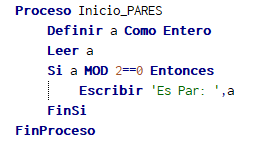 Proceso Inicio_PARES
    Definir a Como Entero
    Leer a
    Si a MOD 2==0 Entonces
        Escribir 'Es Par: ',a
    FinSi
FinProceso